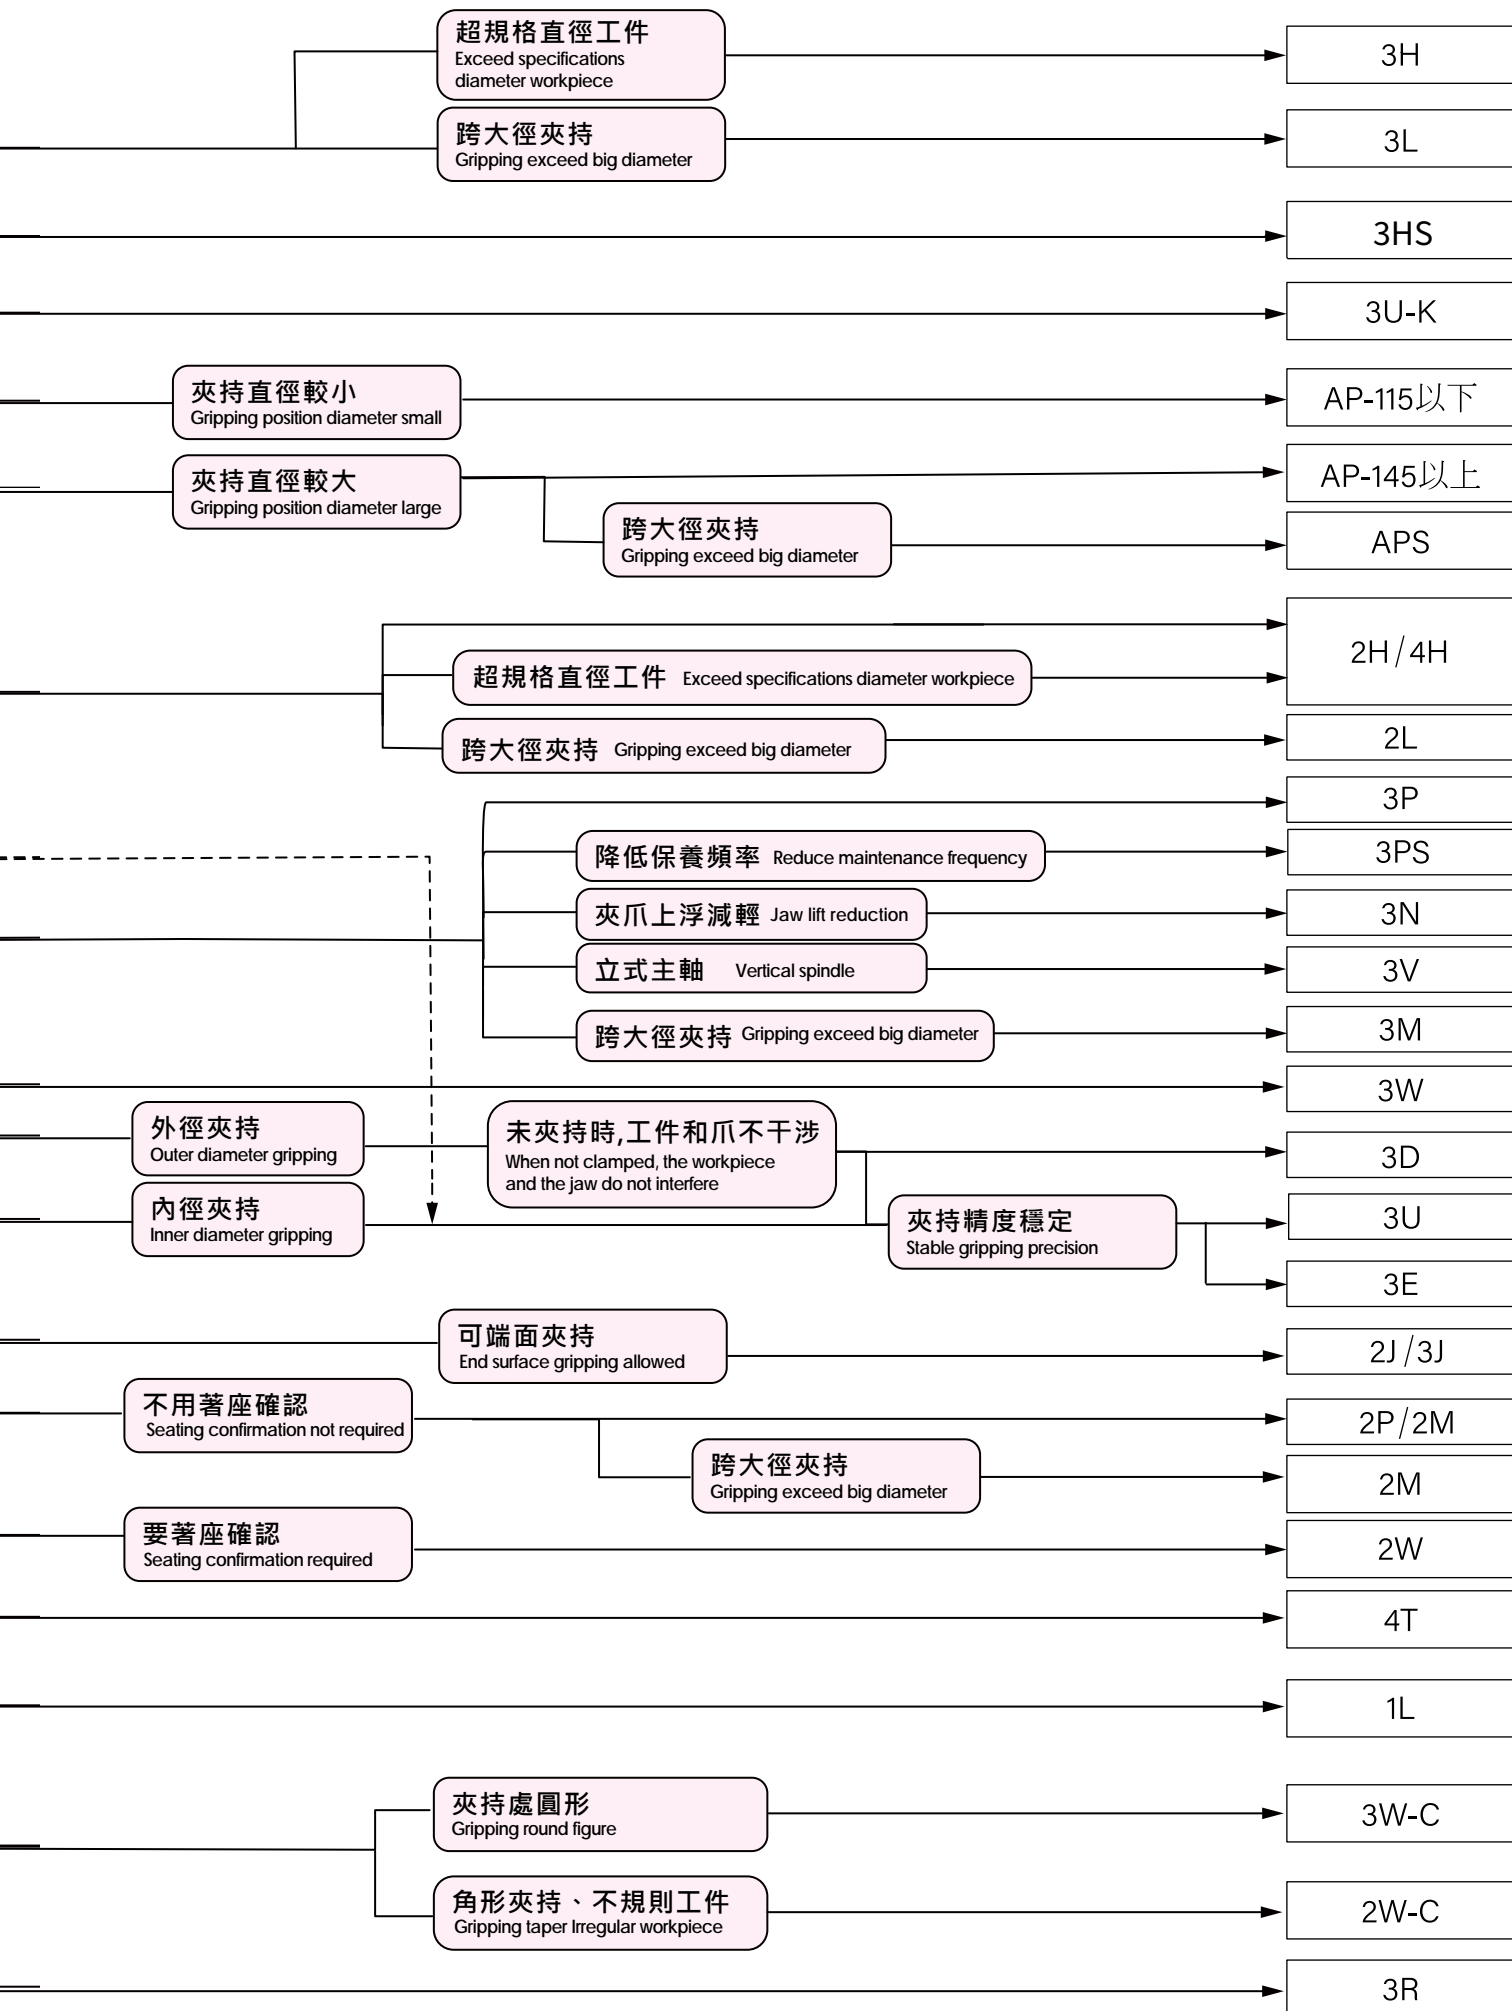 超規格直徑工件
Exceed specifications
diameter workpiece
3H
跨大徑夾持
Gripping exceed big diameter
3L
3HS
3U-K
夾持直徑較小
Gripping position diameter small
AP-115以下
夾持直徑較大
Gripping position diameter large
AP-145以上
跨大徑夾持
Gripping exceed big diameter
APS
2H/4H
超規格直徑工件 Exceed specifications diameter workpiece
跨大徑夾持 Gripping exceed big diameter
2L
3P
降低保養頻率 Reduce maintenance frequency
3PS
夾爪上浮減輕 Jaw lift reduction
3N
立式主軸 Vertical spindle
3V
跨大徑夾持 Gripping exceed big diameter
3M
3W
外徑夾持
Outer diameter gripping
未夾持時,工件和爪不干涉
When not clamped, the workpiece
and the jaw do not interfere
3D
內徑夾持
Inner diameter gripping
夾持精度穩定
Stable gripping precision
3U
3E
可端面夾持
End surface gripping allowed
2J/3J
不用著座確認
Seating confirmation not required
2P/2M
跨大徑夾持
Gripping exceed big diameter
2M
要著座確認
Seating confirmation required
2W
4T
1L
夾持處圓形
Gripping round figure
3W-C
角形夾持、不規則工件
Gripping taper Irregular workpiece
2W-C
3R